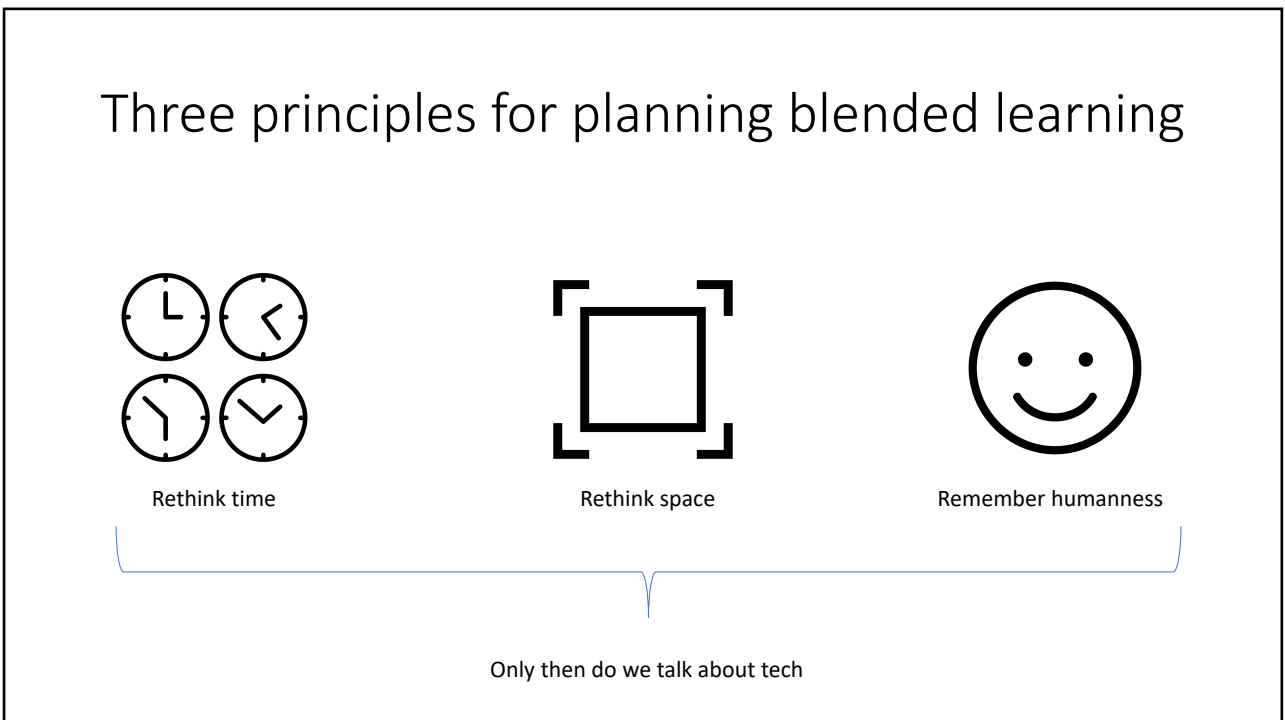 Three principles for planning blended learning
Rethink time
Rethink space
Remember humanness
Only then do we talk about tech